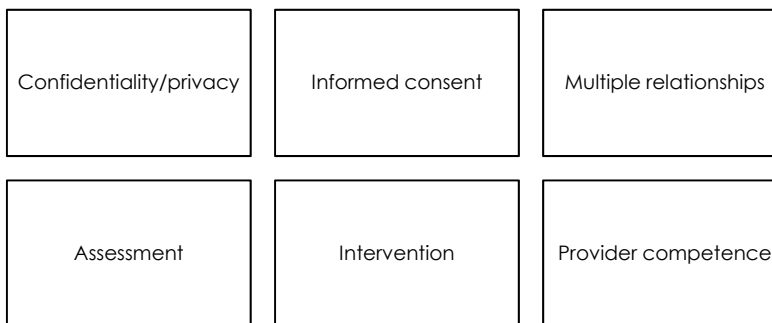 Confidentiality/privacy
Informed consent
Multiple relationships
Assessment
Intervention
Provider competence